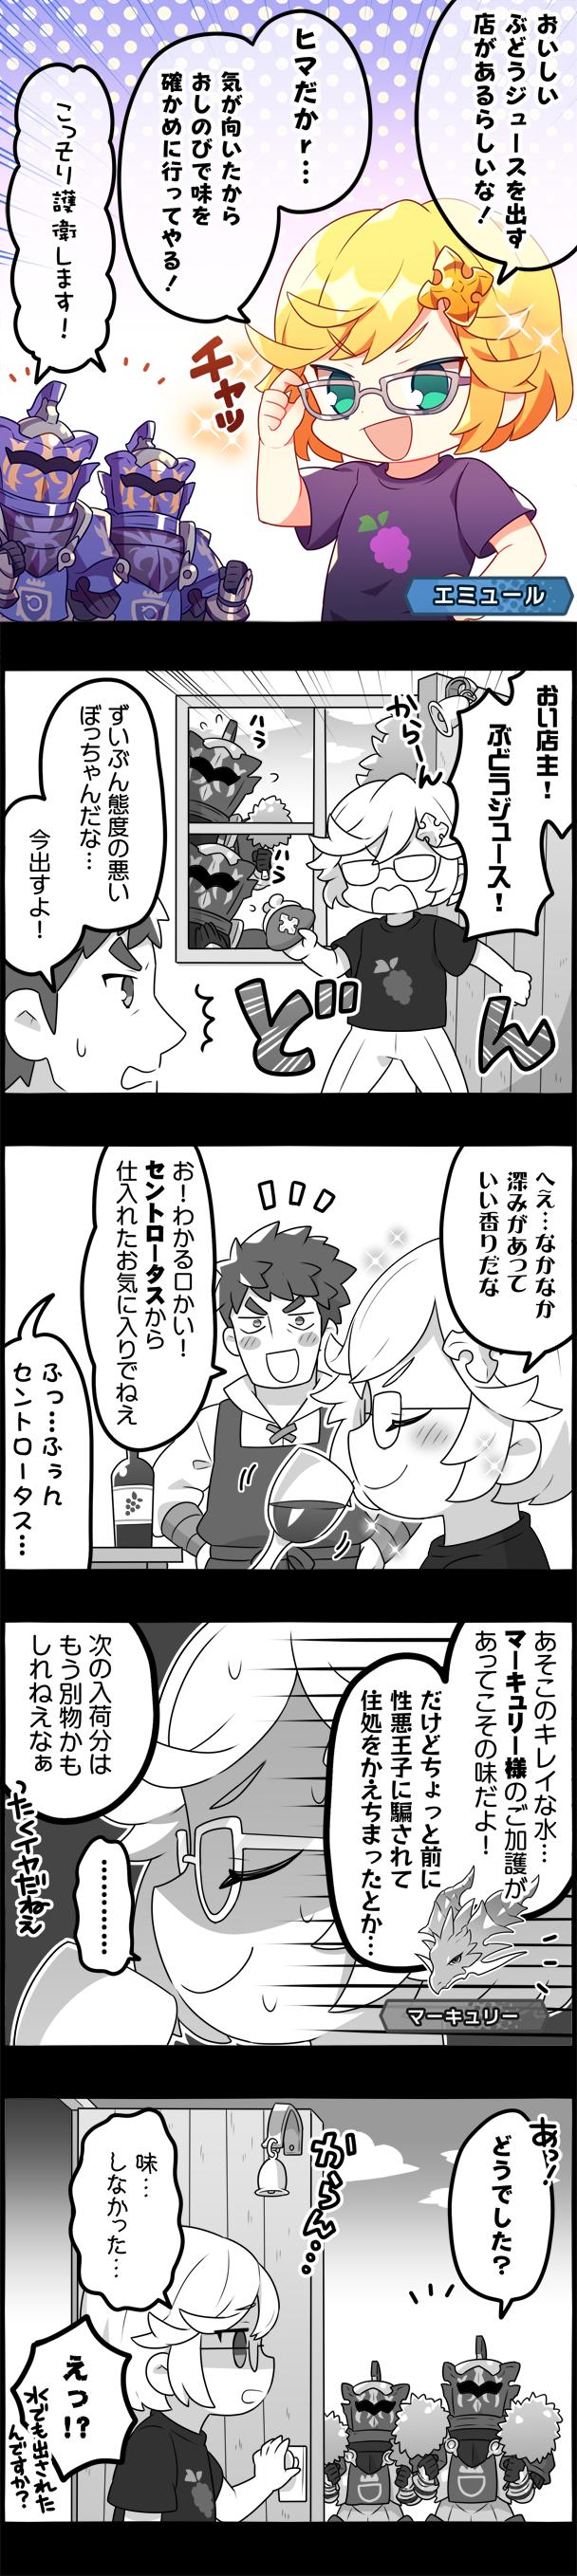 おいしい
ぶどうジュースを出す
店があるらしいな！
ヒマだかr…
気が向いたから
おしのびで味を
確かめに行ってやる！
こっそり護衛します！
チャッ
エミュール
おい店主！
ぶどうジュース！
からーん
ハラ
ハラ
どん
ずいぶん態度の悪い
ぼっちゃんだな…
今出すよ！
へえ…なかなか
深みがあって
いい香りだな
お！わかる口かい！
セントロータスから
仕入れたお気に入りでねえ
ふっ…ふぅん
セントロータス…
あそこのキレイな水…
マーキュリー様のご加護が
あってこその味だよ！
だけどちょっと前に
性悪王子に騙されて
住処をかえちまったとか…
マーキュリー
次の入荷分は
もう別物かも
しれねえなぁ
ったくイヤだねえ
…………
あっ！
どうでした？
がらん…
味…
しなかった…
えっ!?
水でも出された
んですか？